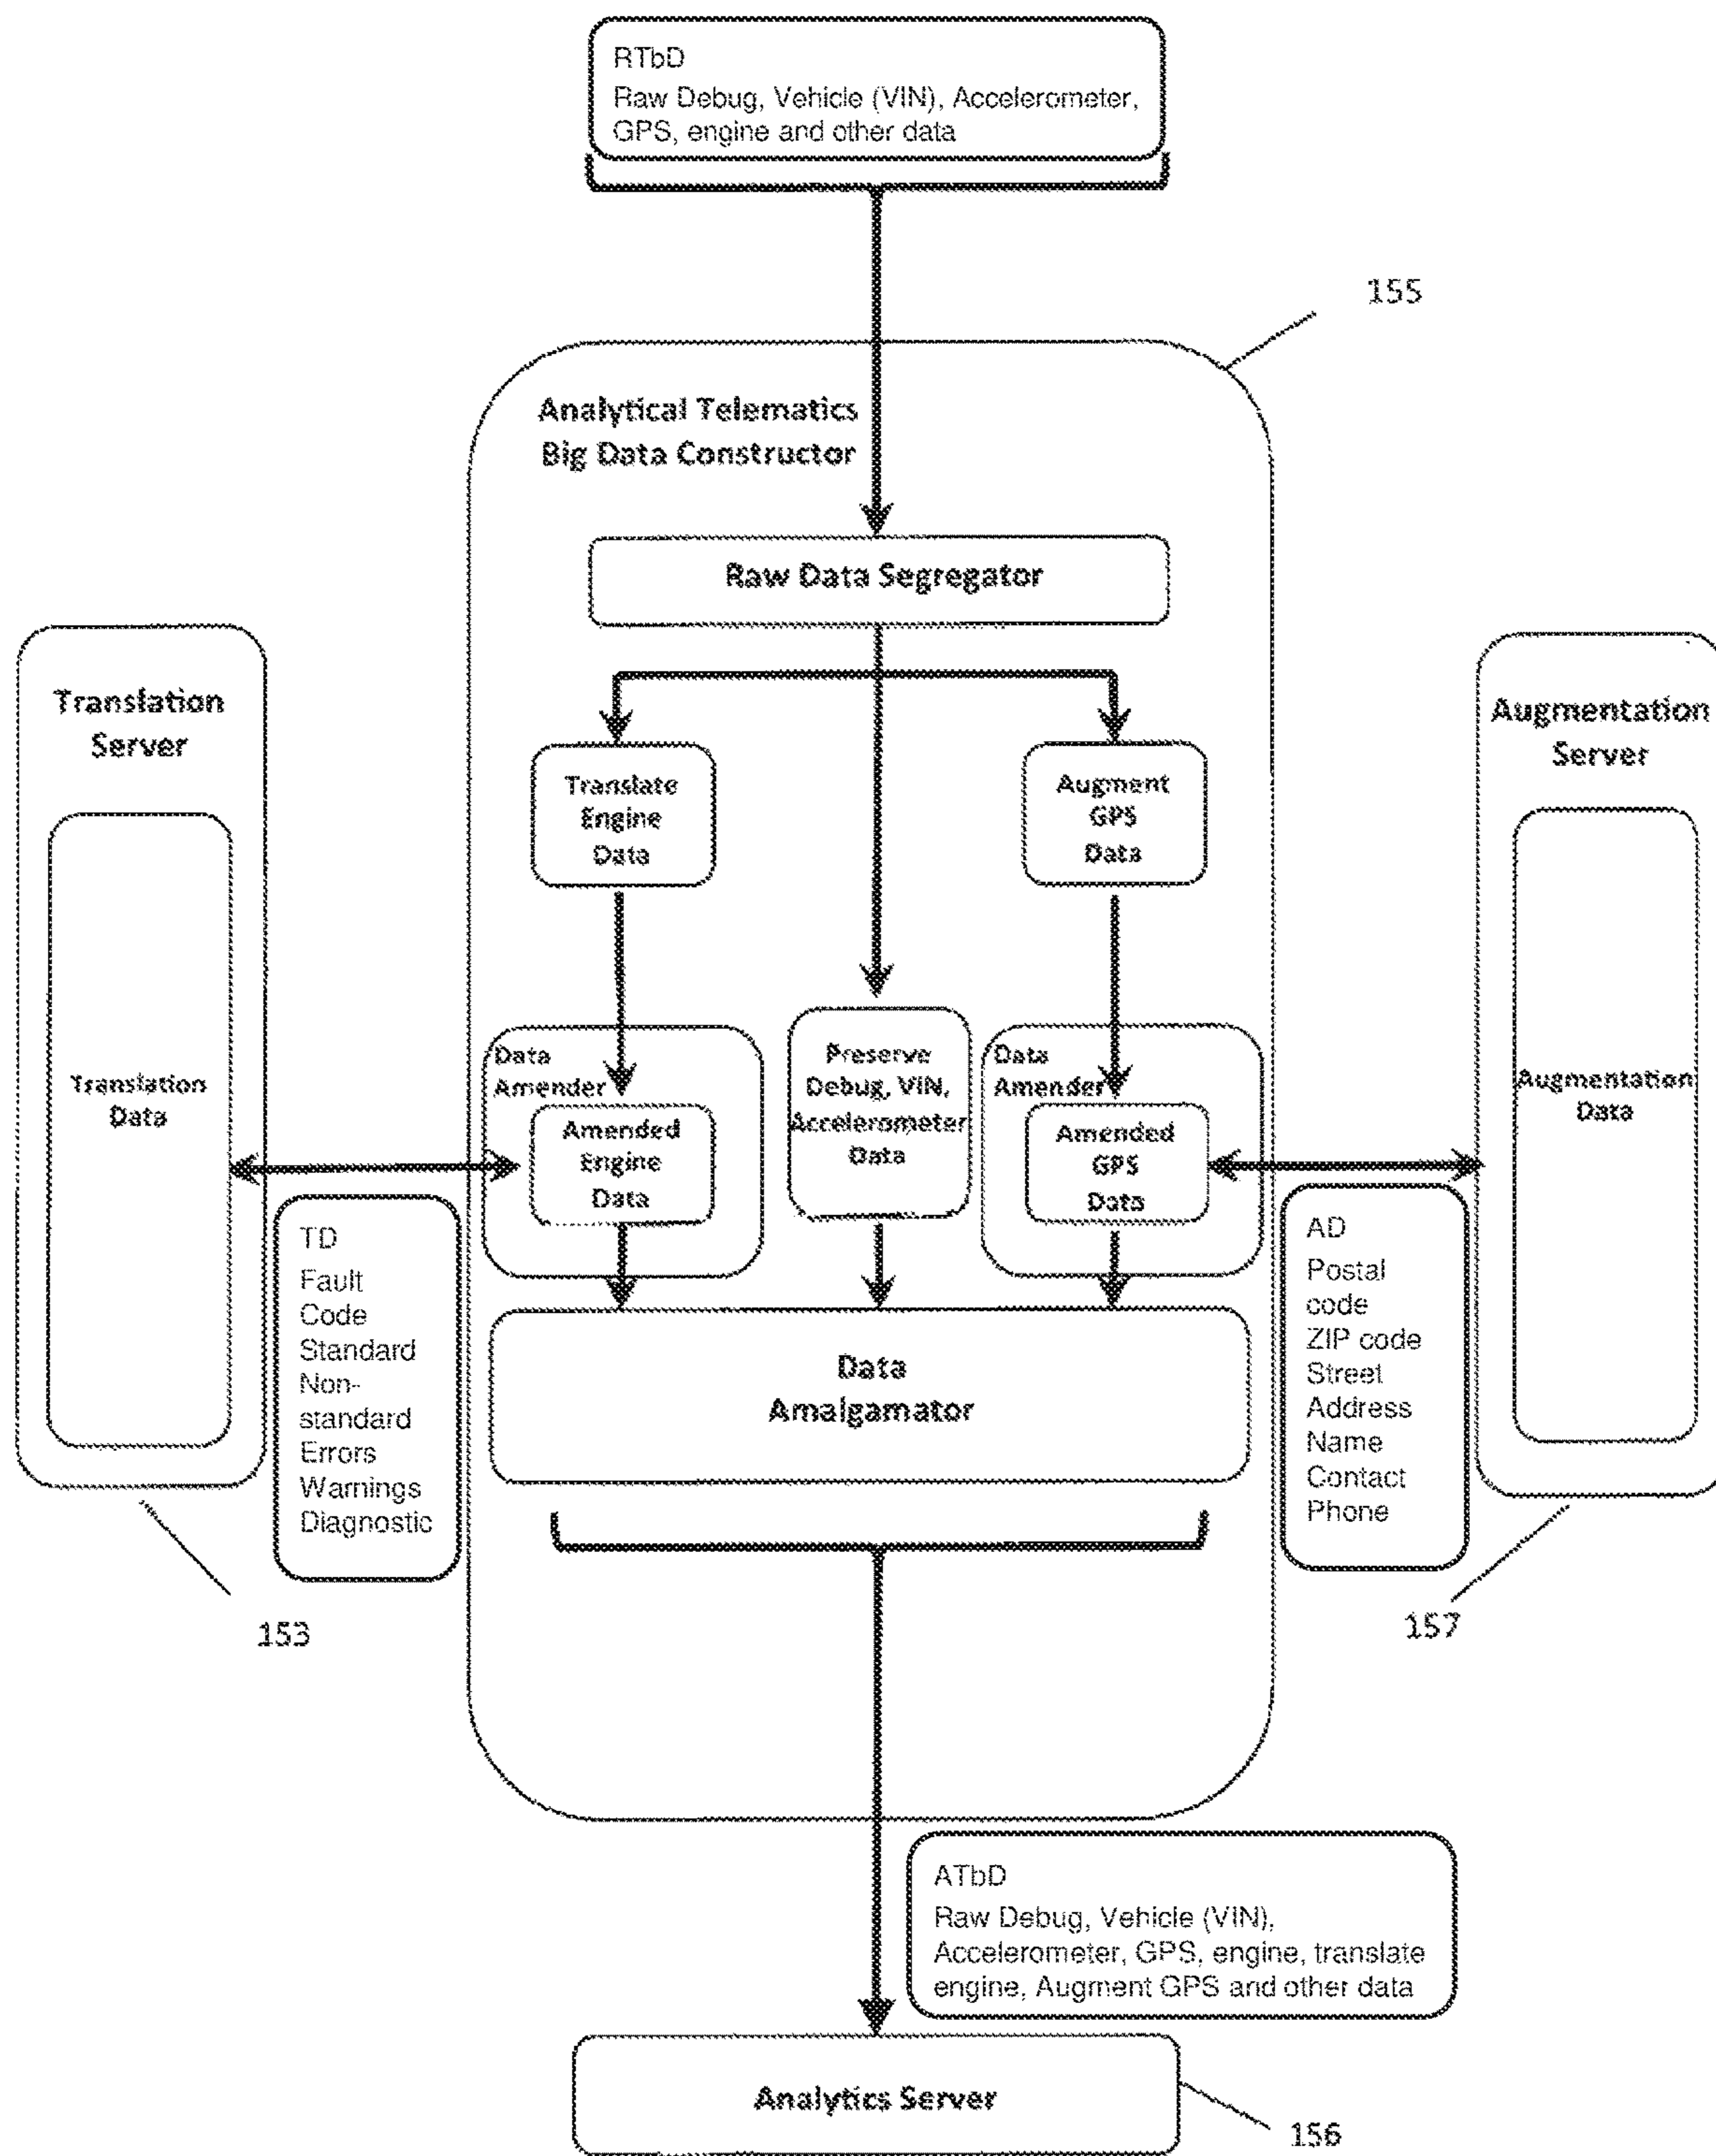 RTbD
Raw Debug, Vehicle (VIN), Accelerometer,
GPS, engine and other data
155
Analytical Telematics
Big Data Constructor
Raw Data Segregator
Translation
Server
Translation
Data
Augmentation
Server
Augmentation
Data
Translate
Engine
Data
Augment
GPS
Data
Data
Amender
Amended
Engine
Data
Preserve
Debug, VIN,
Accelerometer
Data
Data
Amender
Amended
GPS
Data
TD
Fault
Code
Standard
Non-
standard
Errors
Warnings
Diagnostic
AD
Postal
code
ZIP code
Street
Address
Name
Contact
Phone
Data
Amalgamator
153
157
ATbD
Raw Debug, Vehicle (VIN),
Accelerometer, GPS, engine, translate
engine, Augment GPS and other data
Analytics Server
156